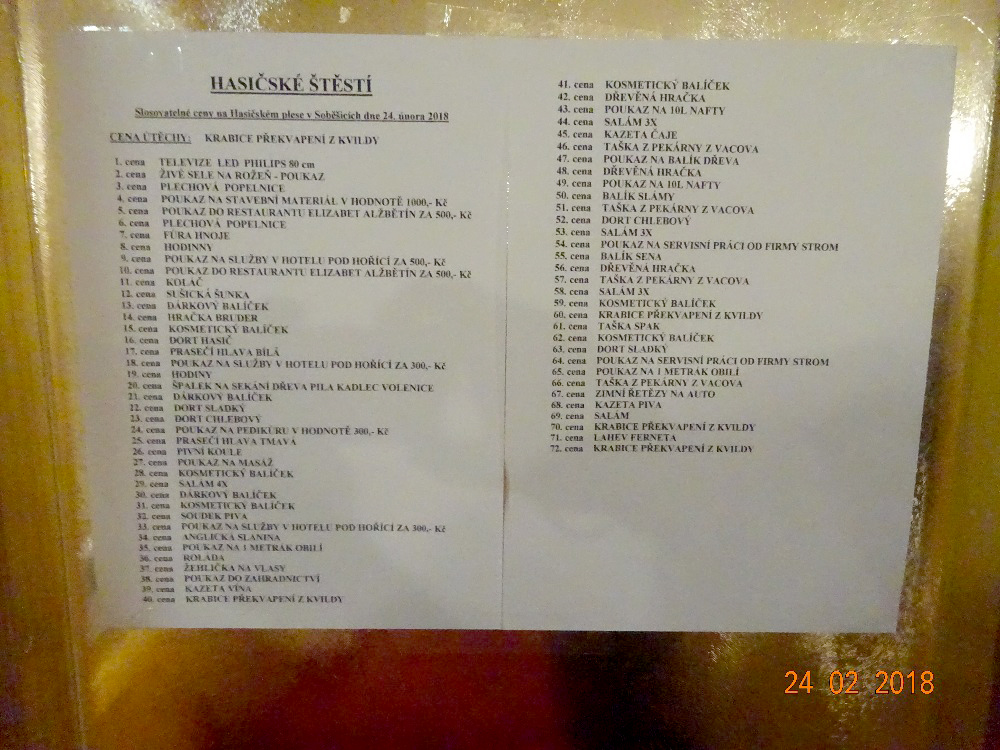 HASIČSKÉ ŠTĚSTÍ
Slosovatelné ceny na Hasičském plese v Soběšicích dne 24. února 2018
CENA ÚTĚCHY: KRABICE PŘEKVAPENÍ Z KVILDY
1. cena TELEVIZE LED PHILIPS 80 cm
2. cena ŽIVÉ SELE NA ROŽEŇ - POUKAZ
3. cena PLECHOVÁ POPELNICE
4. cena POUKAZ NA STAVEBNÍ MATERIÁL V HODNOTĚ 1000,- Kč
5. cena POUKAZ DO RESTAURANTU ELIZABET ALŽBĚTÍN ZA 500,- Kč
6. cena PLECHOVÁ POPELNICE
7. cena FŮRA HNOJE
8. cena HODINNY
9. cena POUKAZ NA SLUŽBY V HOTELU POD HOŘÍCÍ ZA 500,- Kč
10. cena POUKAZ DO RESTAURANTU ELIZABET ALŽBĚTÍN ZA 500,- Kč
11. cena KOLÁČ
12. cena SUŠICKÁ ŠUNKA
13. cena DÁRKOVÝ BALÍČEK
14. cena HRAČKA BRUDER
15. cena KOSMETICKÝ BALÍČEK
16. cena DORT HASIČ
17. cena PRASEČÍ HLAVA BÍLÁ
18. cena POUKAZ NA SLUŽBY V HOTELU POD HOŘÍCÍ ZA 300,- Kč
19. cena HODINY
20. cena ŠPALEK NA SEKÁNÍ DŘEVA PILA KADLEC VOLENICE
21. cena DÁRKOVÝ BALÍČEK
22. cena DORT SLADKÝ
23. cena DORT CHLEBOVÝ
24. cena POUKAZ NA PEDIKÚRU V HODNOTĚ 300,- Kč
25. cena PRASEČÍ HLAVA TMAVÁ
26. cena PIVNÍ KOULE
27. cena POUKAZ NA MASÁŽ
28. cena KOSMETICKÝ BALÍČEK
29. cena SALÁM 4X
30. cena DÁRKOVÝ BALÍČEK
31. cena KOSMETICKÝ BALÍČEK
32. cena SOUDEK PIVA
33. cena POUKAZ NA SLUŽBY V HOTELU POD HOŘÍCÍ ZA 300,- Kč
34. cena ANGLICKÁ SLANINA
35. cena POUKAZ NA 1 METRÁK OBILÍ
36. cena ROLÁDA
37. cena ŽEHLIČKA NA VLASY
38. cena POUKAZ DO ZAHRADNICTVÍ
39. cena KAZETA VÍNA
40. cena KRABICE PŘEKVAPENÍ Z KVILDY
41. cena KOSMETICKÝ BALÍČEK
42. cena DŘEVĚNÁ HRAČKA
43. cena POUKAZ NA 10L NAFTY
44. cena SALÁM 3X
45. cena KAZETA ČAJE
46. cena TAŠKA Z PEKÁRNY Z VACOVA
47. cena POUKAZ NA BALÍK DŘEVA
48. cena DŘEVĚNÁ HRAČKA
49. cena POUKAZ NA 10L NAFTY
50. cena BALÍK SLÁMY
51. cena TAŠKA Z PEKÁRNY Z VACOVA
52. cena DORT CHLEBOVÝ
53. cena SALÁM 3X
54. cena POUKAZ NA SERVISNÍ PRÁCI OD FIRMY STROM
55. cena BALÍK SENA
56. cena DŘEVĚNÁ HRAČKA
57. cena TAŠKA Z PEKÁRNY Z VACOVA
58. cena SALÁM 3X
59. cena KOSMETICKÝ BALÍČEK
60. cena KRABICE PŘEKVAPENÍ Z KVILDY
61. cena TAŠKA SPAK
62. cena KOSMETICKÝ BALÍČEK
63. cena DORT SLADKÝ
64. cena POUKAZ NA SERVISNÍ PRÁCI OD FIRMY STROM
65. cena POUKAZ NA 1 METRÁK OBILÍ
66. cena TAŠKA Z PEKÁRNY Z VACOVA
67. cena ZIMNÍ ŘETĚZY NA AUTO
68. cena KAZETA PIVA
69. cena SALÁM
70. cena KRABICE PŘEKVAPENÍ Z KVILDY
71. cena LAHEV FERNETA
72. cena KRABICE PŘEKVAPENÍ Z KVILDY
24 02 2018